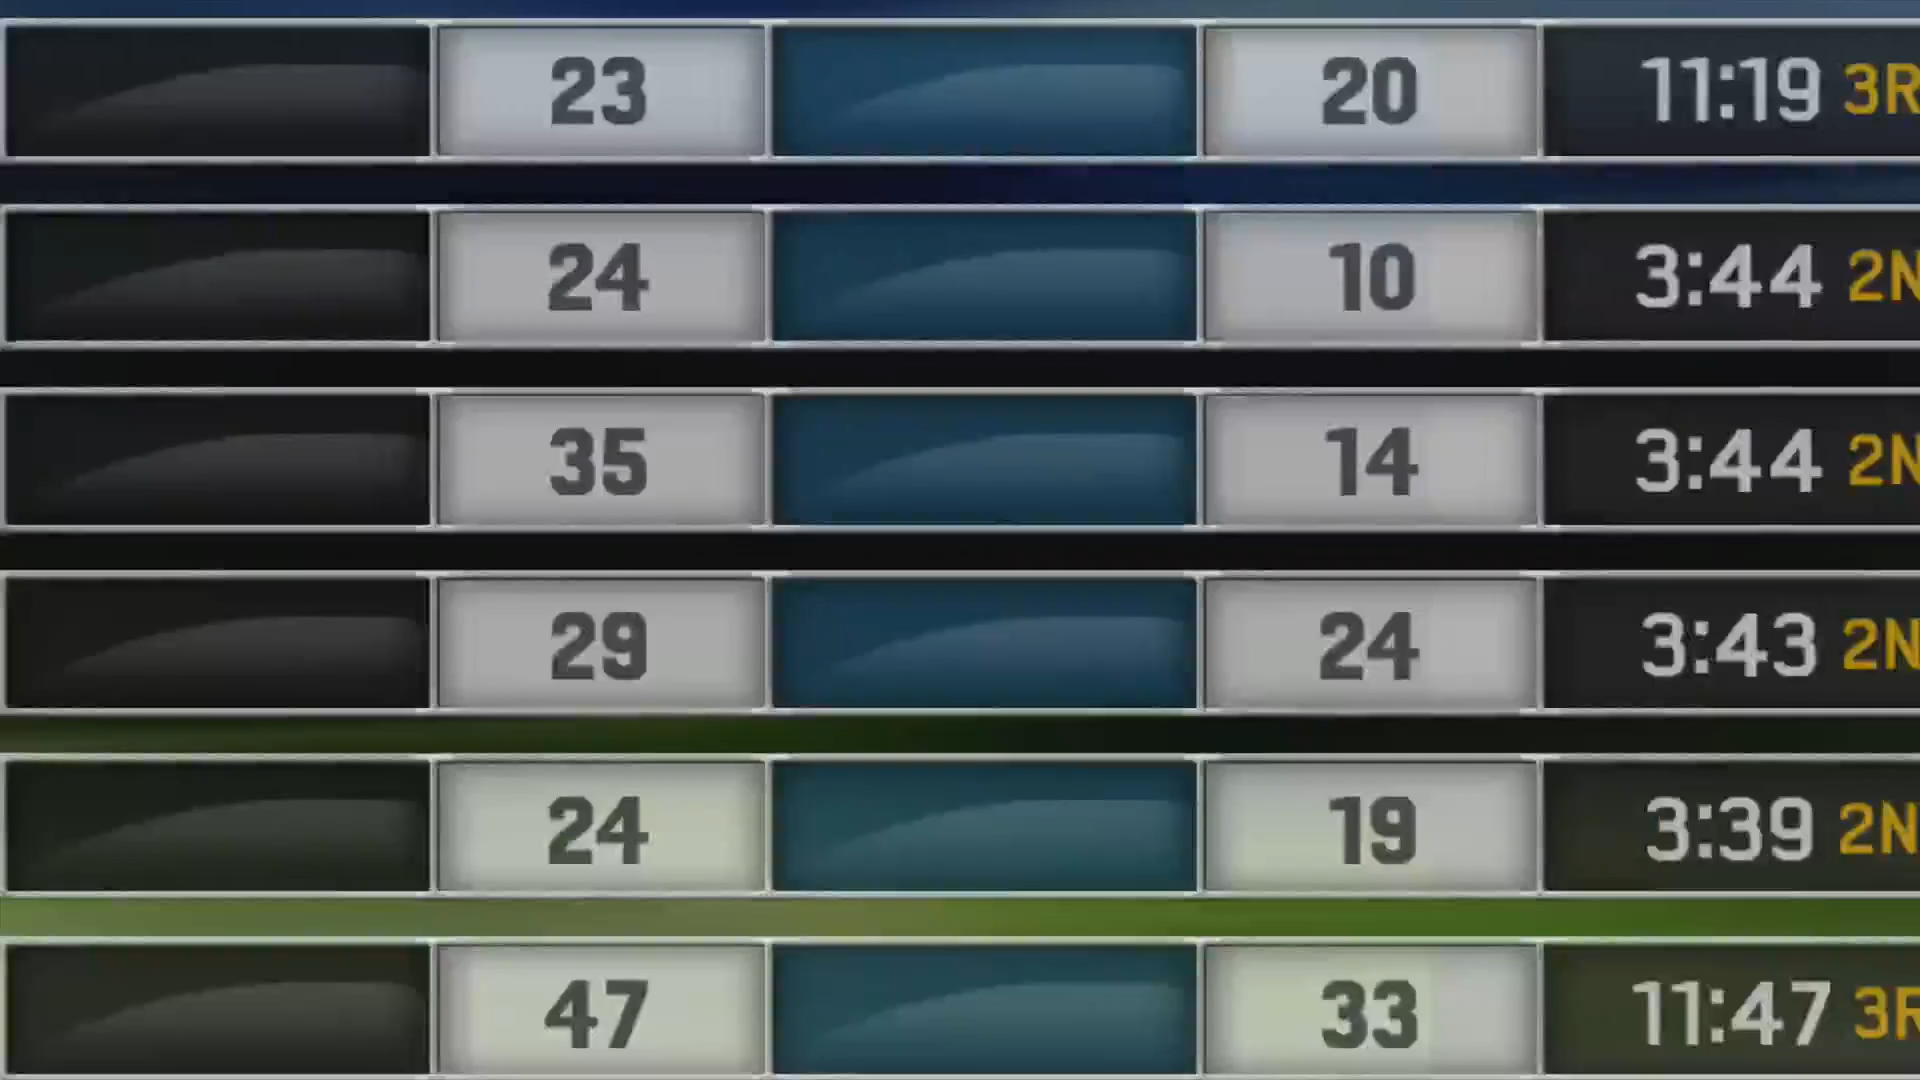 23 20 11:19 3R
24 10 3:44 2N
35 14 3:44 2N
29 24 3:43 2N
24 19 3:39 2N
47 33 11:47 3R